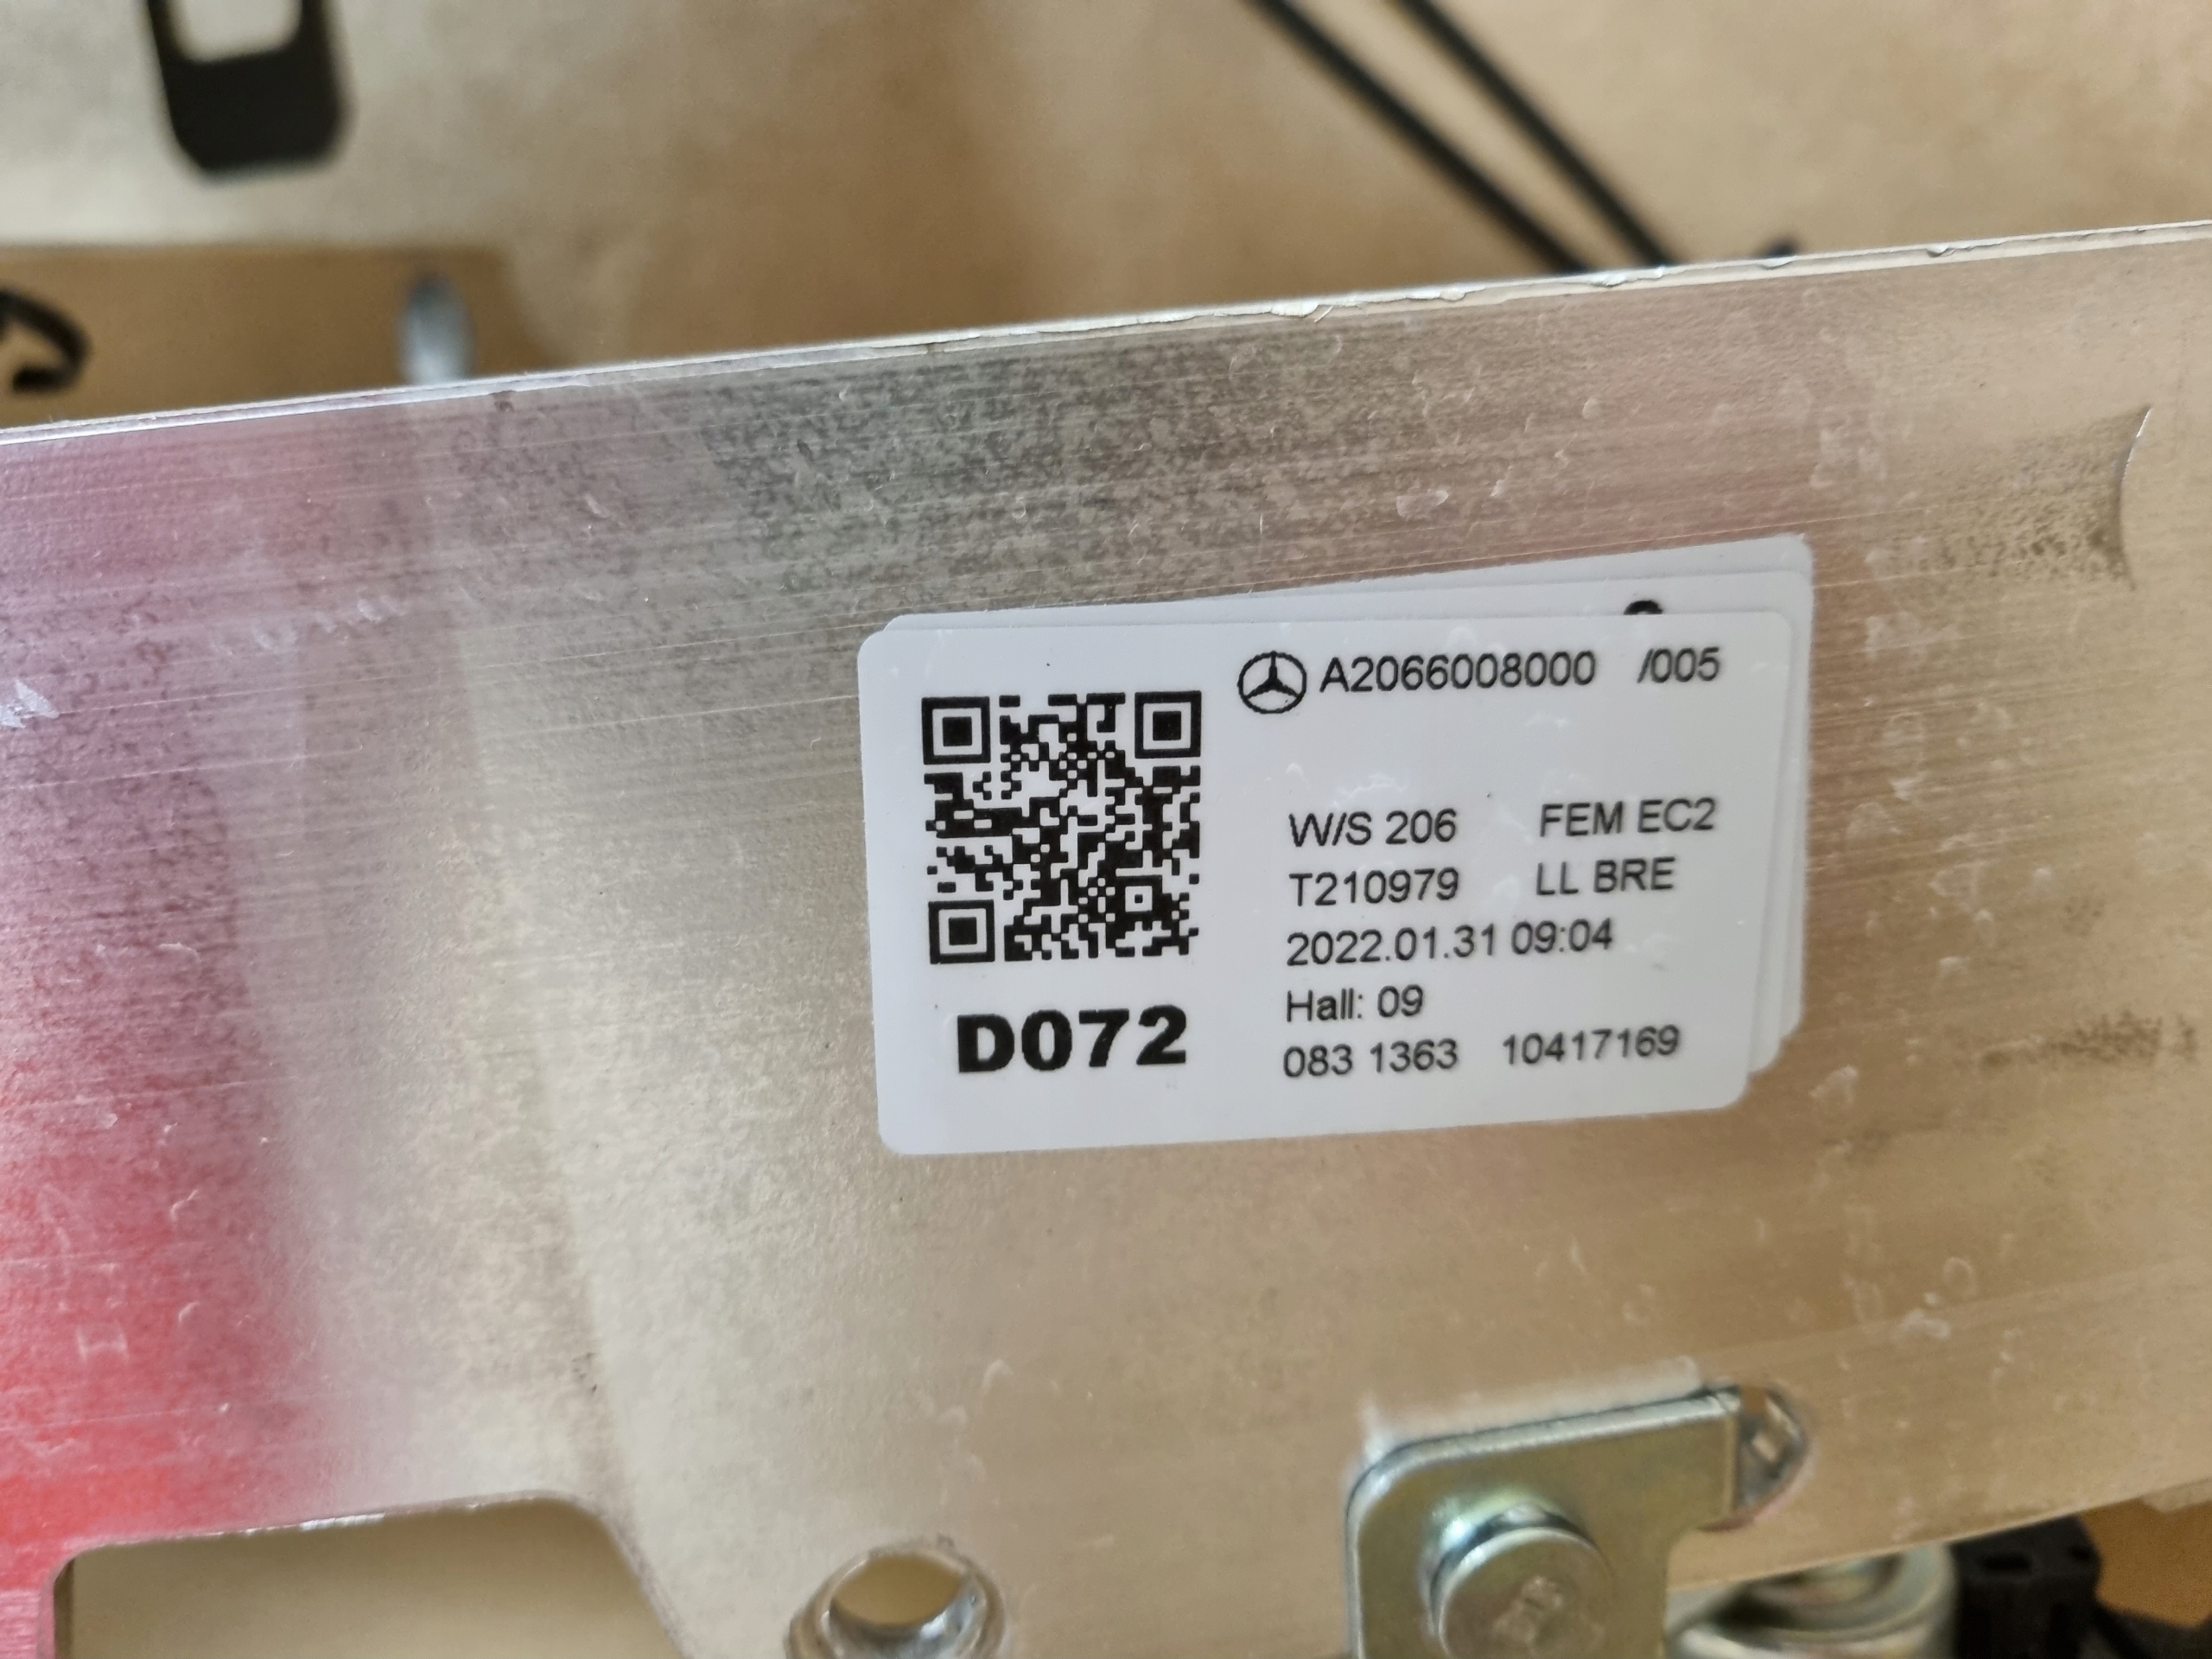 A2066008000 /005
W/S 206 FEM EC2
T210979 LL BRE
2022.01.31 09:04
Hall: 09
083 1363 10417169
D072